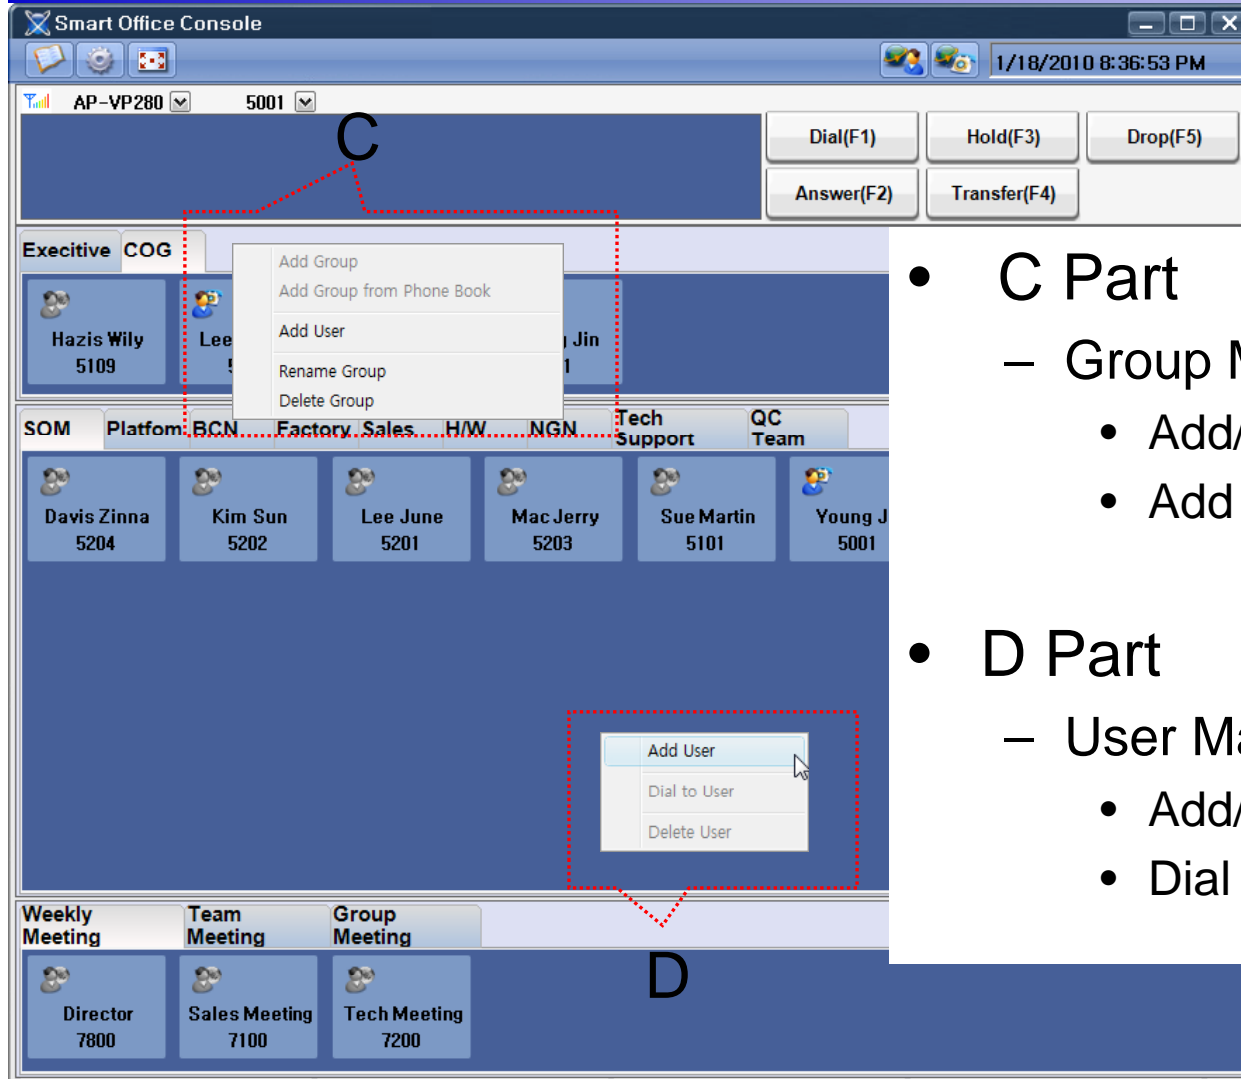 Smart Office Console
1/18/2010 8:36:53 PM
AP-VP280 5001
C
Dial(F1) Hold(F3) Drop(F5)
Answer(F2) Transfer(F4)
Execitive COG
Add Group
Add Group from Phone Book
Add User
Rename Group
Delete Group
Hazis Wily
5109
Lee
Jin
1
• C Part
– Group M
• Add/
• Add
SOM Platfom BCN Factory Sales H/W NGN Tech Support QC Team
Davis Zinna Kim Sun Lee June Mac Jerry Sue Martin Young J
5204 5202 5201 5203 5101 5001
• D Part
– User Ma
• Add/
• Dial
Add User
Dial to User
Delete User
Weekly Meeting Team Meeting Group Meeting
D
Director Sales Meeting Tech Meeting
7800 7100 7200